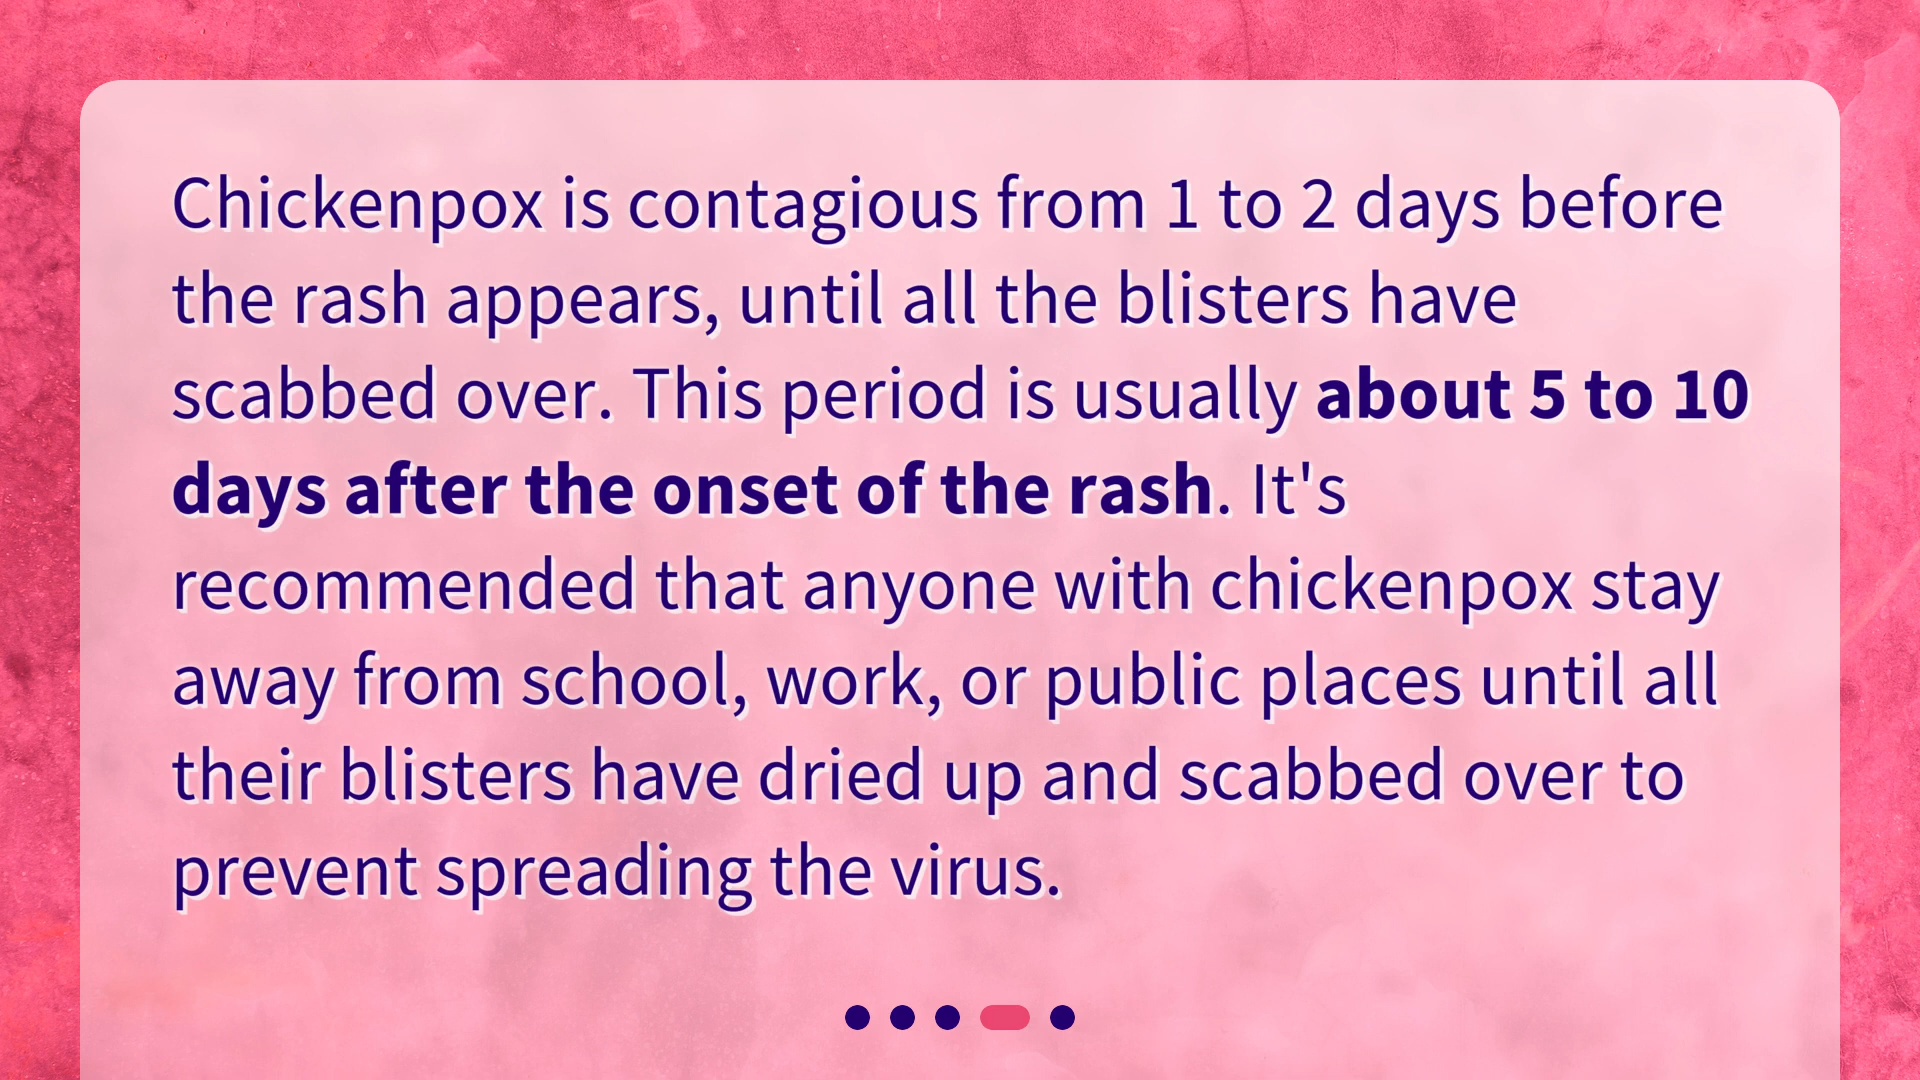 Chickenpox is contagious from 1 to 2 days before
the rash appears, until all the blisters have
scabbed over. This period is usually about 5 to 10
days after the onset of the rash. It's
recommended that anyone with chickenpox stay
away from school, work, or public places until all
their blisters have dried up and scabbed over to
prevent spreading the virus.